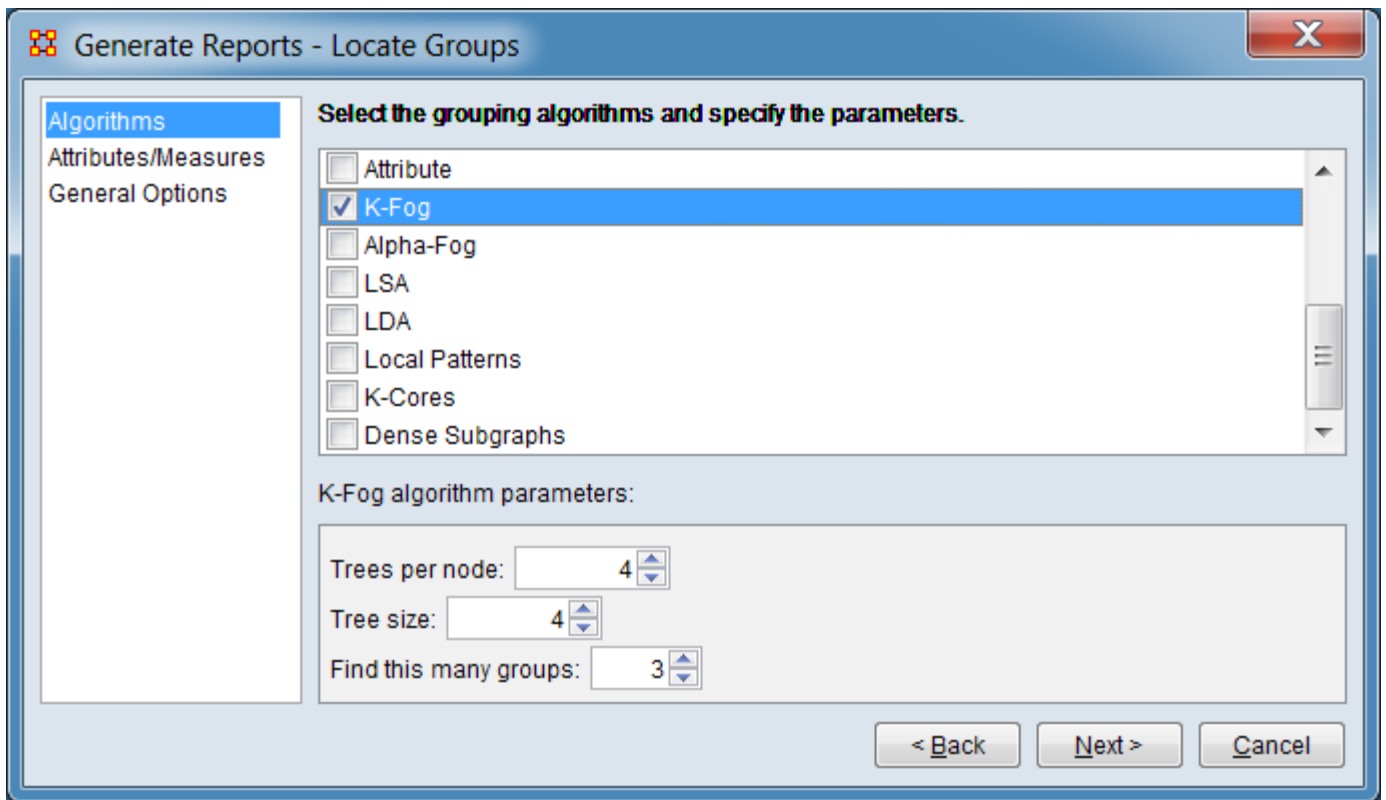 Generate Reports - Locate Groups
Algorithms
Attributes/Measures
General Options
Select the grouping algorithms and specify the parameters.
Attribute
K-Fog
Alpha-Fog
LSA
LDA
Local Patterns
K-Cores
Dense Subgraphs
K-Fog algorithm parameters:
Trees per node: 4
Tree size: 4
Find this many groups: 3
< Back Next > Cancel